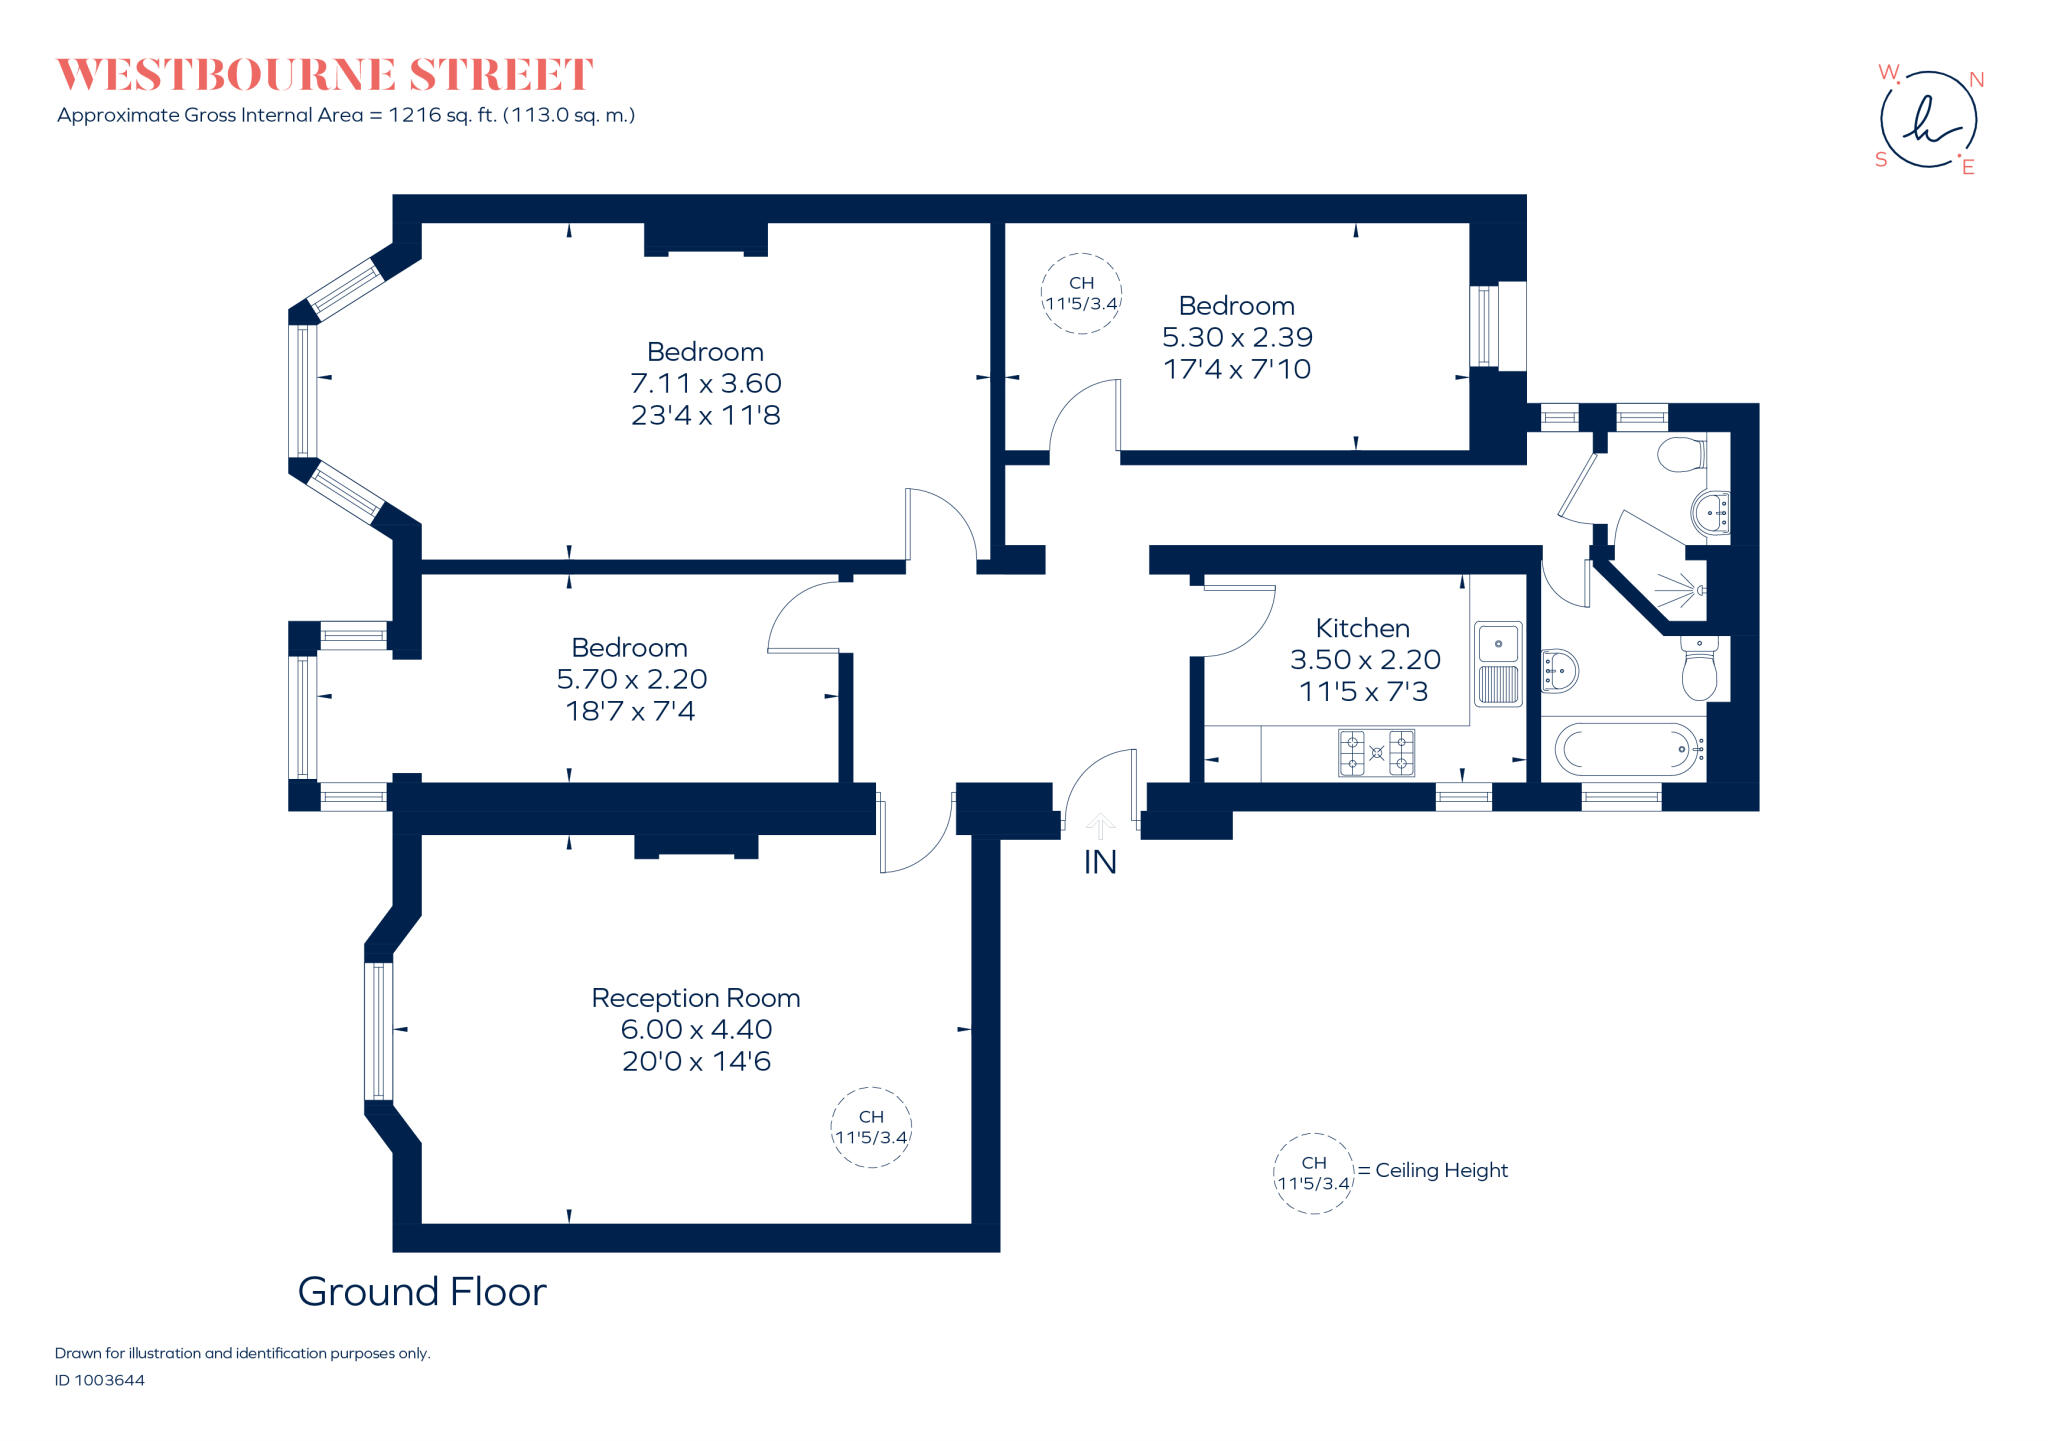 WESTBOURNE STREET
Approximate Gross Internal Area = 1216 sq. ft. (113.0 sq. m.)
W
N
S
E
CH
11'5/3.4
Bedroom
5.30 x 2.39
17'4 x 7'10
Bedroom
7.11 x 3.60
23'4 x 11'8
Bedroom
5.70 x 2.20
18'7 x 7'4
Kitchen
3.50 x 2.20
11'5 x 7'3
IN
Reception Room
6.00 x 4.40
20'0 x 14'6
CH
11'5/3.4
CH
11'5/3.4
= Ceiling Height
Ground Floor
Drawn for illustration and identification purposes only.
ID 1003644